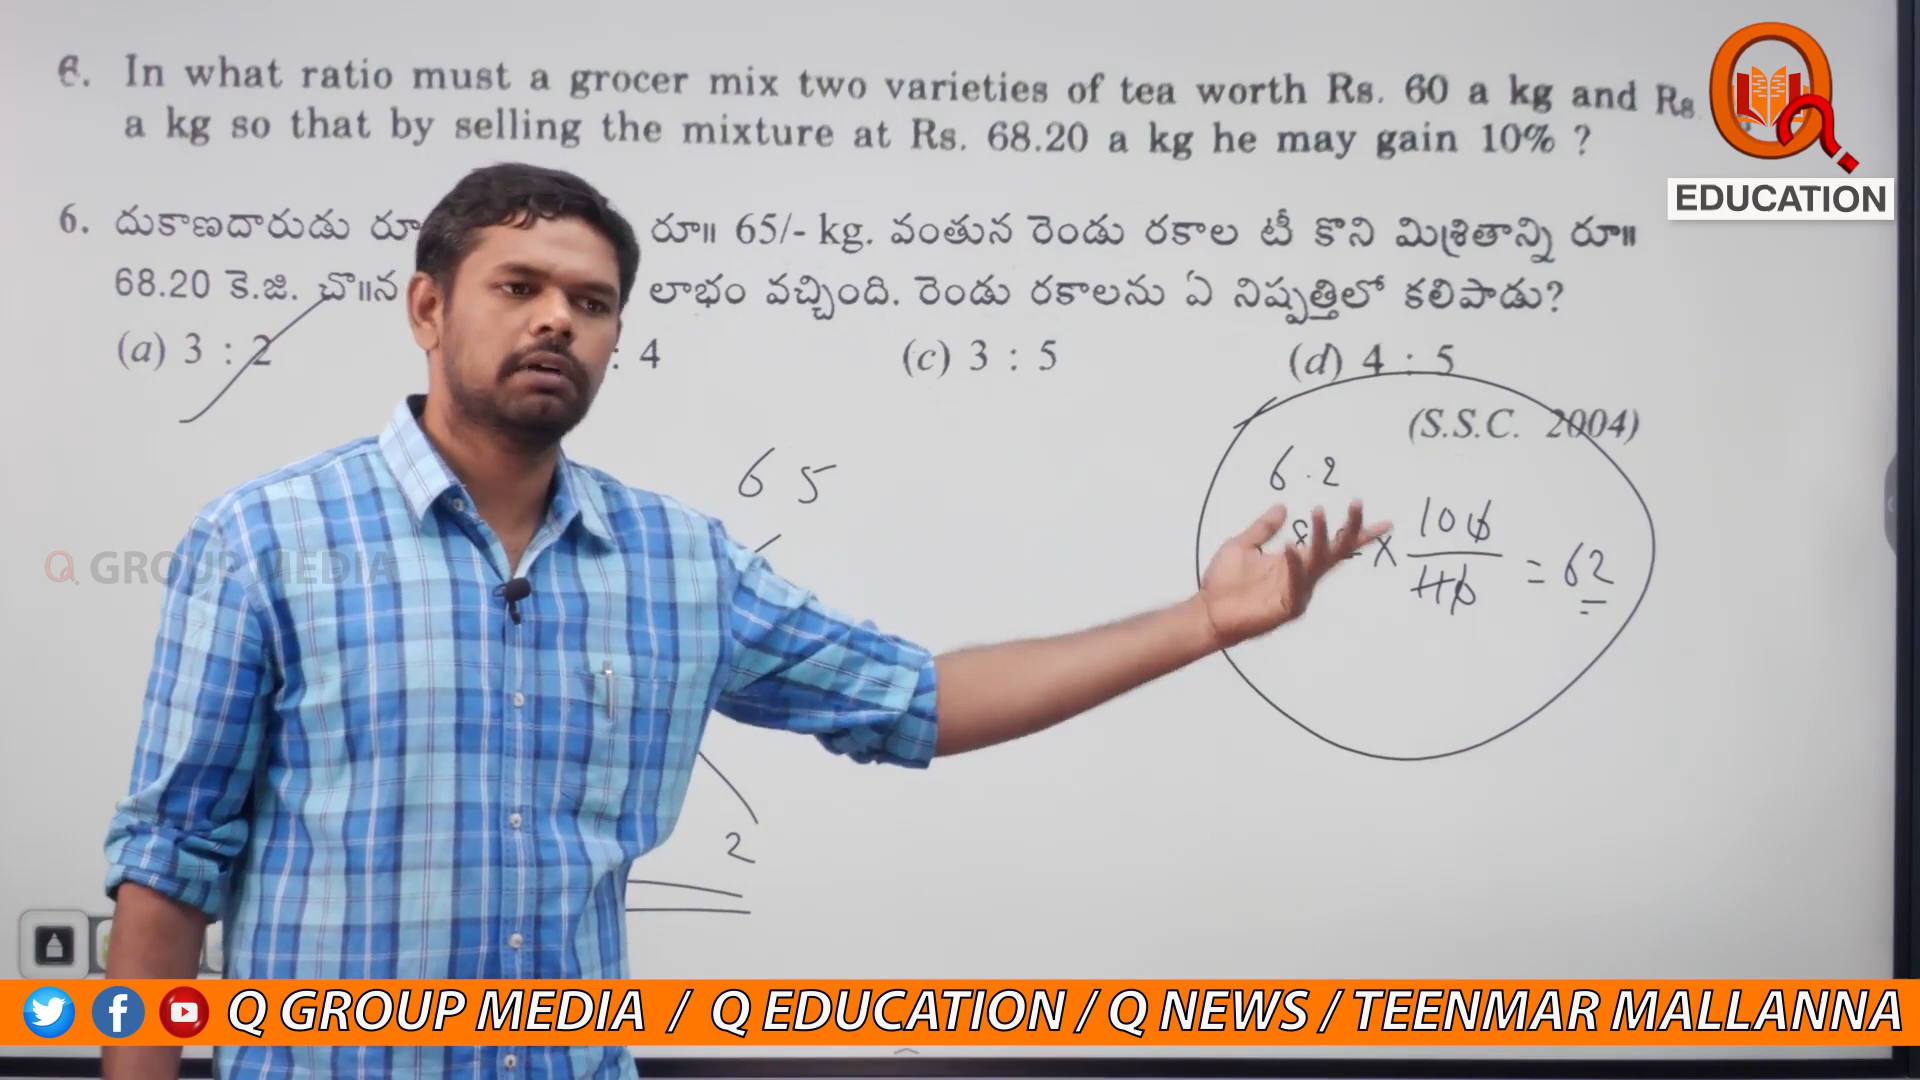 6. In what ratio must a grocer mix two varieties of tea worth Rs. 60 a kg and Rs.
a kg so that by selling the mixture at Rs. 68.20 a kg he may gain 10% ?
EDUCATION
6. దుకాణదారుడు రూ రూ॥ 65/- kg. వంతున రెండు రకాల టీ కొని మిశ్రితాన్ని రూ॥
68.20 కె.జి. చొ॥న లాభం వచ్చింది. రెండు రకాలను ఏ నిష్పత్తిలో కలిపాడు?
(a) 3 : 2 : 4 (c) 3 : 5 (d) 4 : 5
(S.S.C. 2004)
65
6.2
× 100/110 = 62
Q GROUP MEDIA
2
Q GROUP MEDIA / Q EDUCATION / Q NEWS / TEENMAR MALLANNA